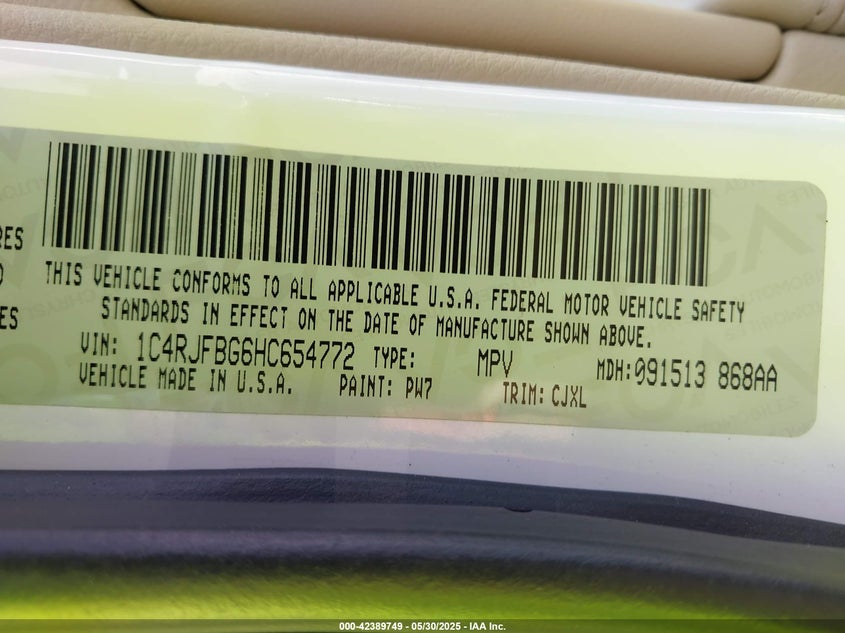 RES
THIS VEHICLE CONFORMS TO ALL APPLICABLE U.S.A. FEDERAL MOTOR VEHICLE SAFETY
ES
STANDARDS IN EFFECT ON THE DATE OF MANUFACTURE SHOWN ABOVE.
VIN: 1C4RJFBG6HC654772 TYPE: MPV MDH:091513 868AA
VEHICLE MADE IN U.S.A. PAINT: PW7 TRIM: CJXL
000-42389749 - 05/30/2025 - IAA Inc.